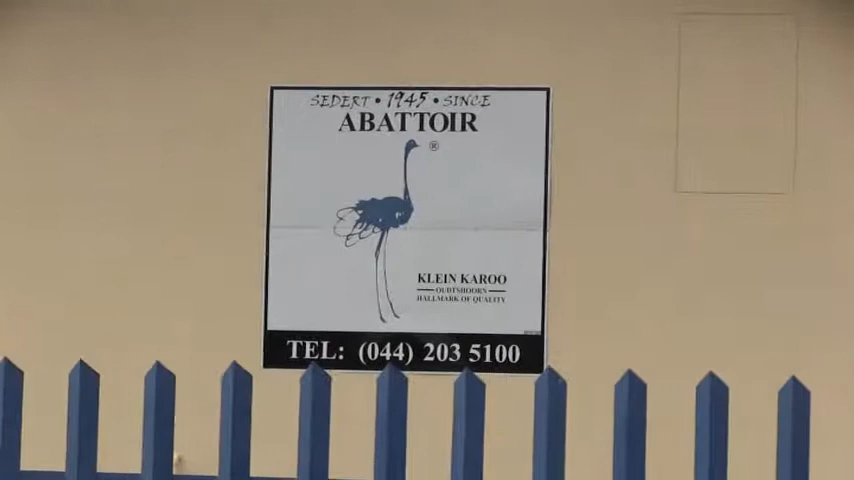 SEDERT • 1945 • SINCE
ABATTOIR
®
KLEIN KAROO
OUDTSHOORN
HALLMARK OF QUALITY
TEL: (044) 203 5100